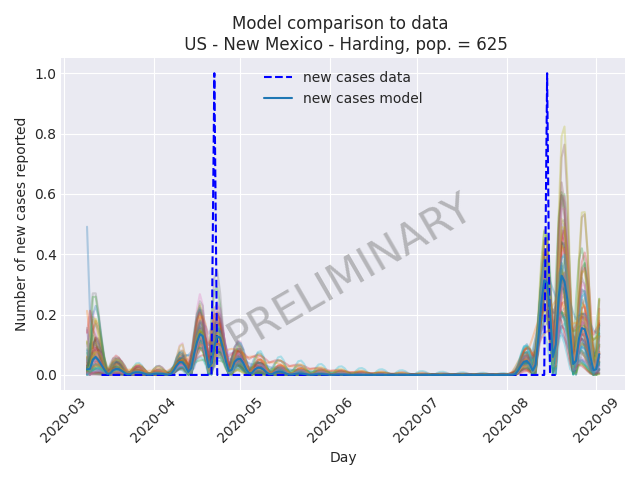 Model comparison to data
US - New Mexico - Harding, pop. = 625
new cases data
new cases model
Number of new cases reported
1.0
0.8
0.6
0.4
0.2
0.0
PRELIMINARY
2020-03
2020-04
2020-05
2020-06
2020-07
2020-08
2020-09
Day